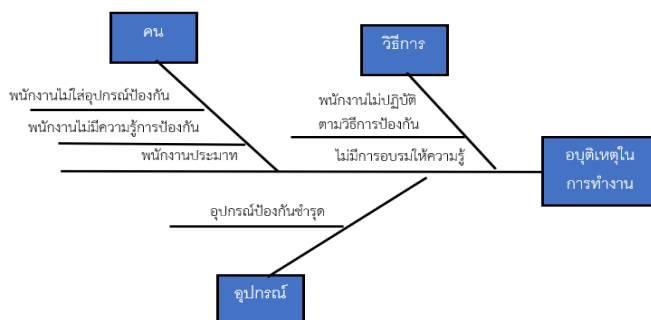 คน
วิธีการ
พนักงานไม่ใส่อุปกรณ์ป้องกัน
พนักงานไม่มีความรู้การป้องกัน
พนักงานประมาท
พนักงานไม่ปฏิบัติ
ตามวิธีการป้องกัน
ไม่มีการอบรมให้ความรู้
อบุติเหตุใน
การทำงาน
อุปกรณ์ป้องกันชำรุด
อุปกรณ์